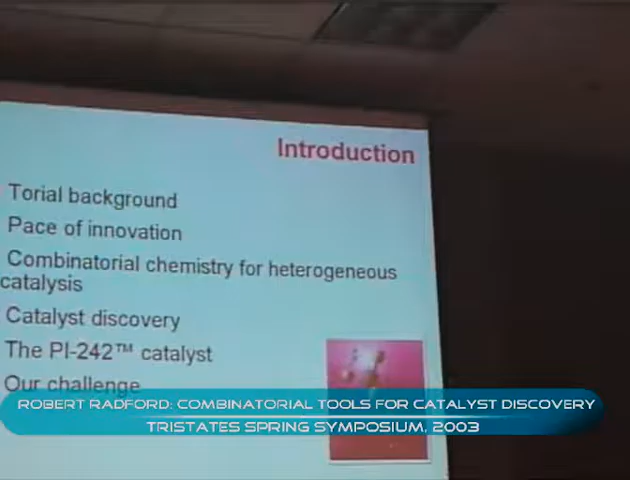 Introduction
Torial background
Pace of innovation
Combinatorial chemistry for heterogeneous
catalysis
Catalyst discovery
The PI-242™ catalyst
Our challenge
ROBERT RADFORD: COMBINATORIAL TOOLS FOR CATALYST DISCOVERY
TRISTATES SPRING SYMPOSIUM, 2003